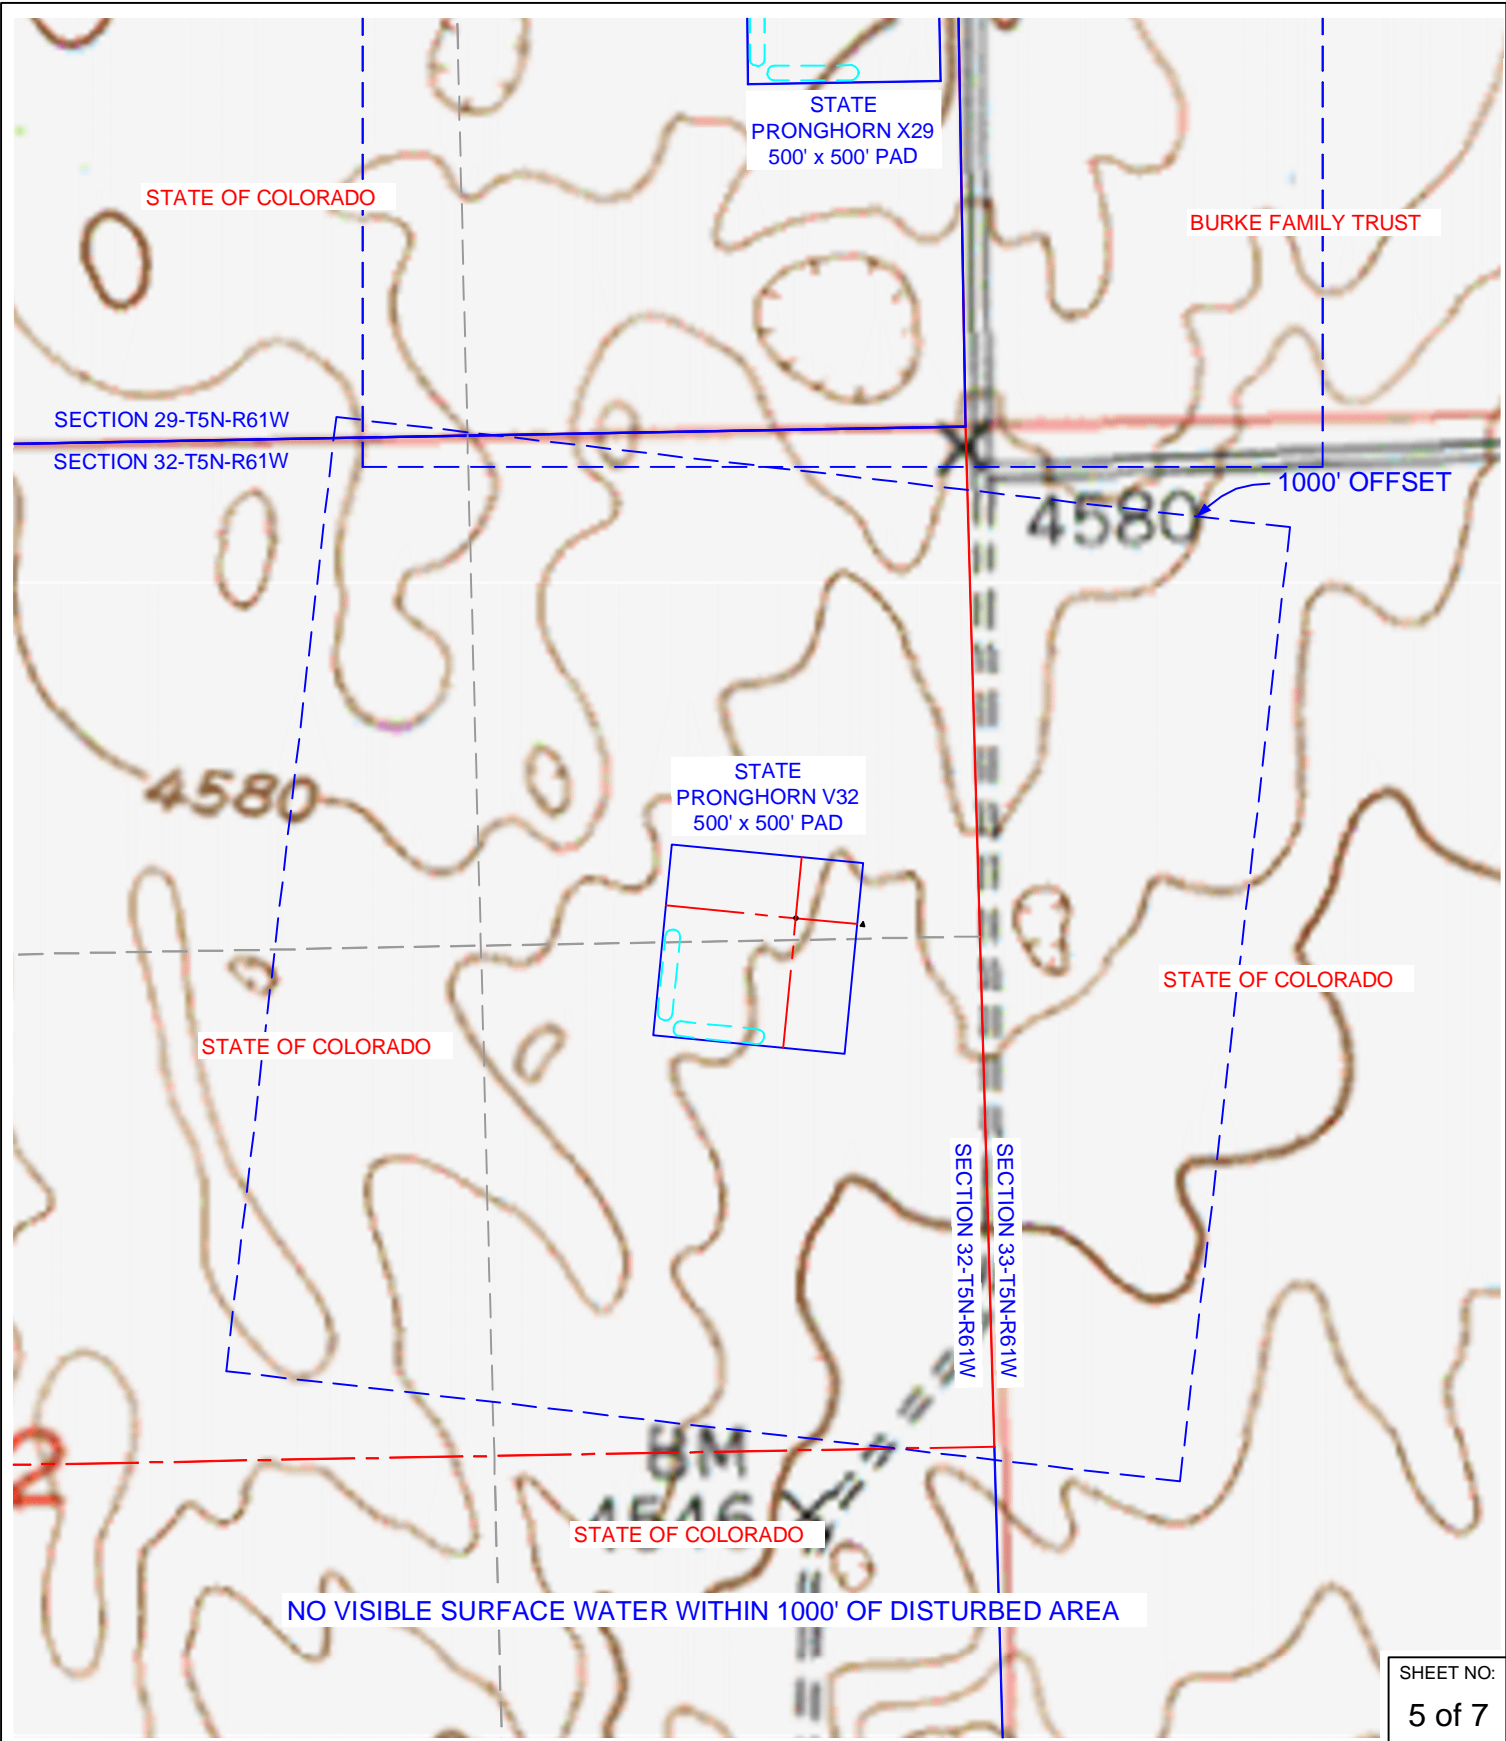 STATE
PRONGHORN X29
500' x 500' PAD
STATE OF COLORADO
BURKE FAMILY TRUST
SECTION 29-T5N-R61W
SECTION 32-T5N-R61W
1000' OFFSET
4580
STATE
PRONGHORN V32
500' x 500' PAD
4580
STATE OF COLORADO
STATE OF COLORADO
SECTION 32-T5N-R61W
SECTION 33-T5N-R61W
BM
4546
2
STATE OF COLORADO
NO VISIBLE SURFACE WATER WITHIN 1000' OF DISTURBED AREA
SHEET NO:
5 of 7